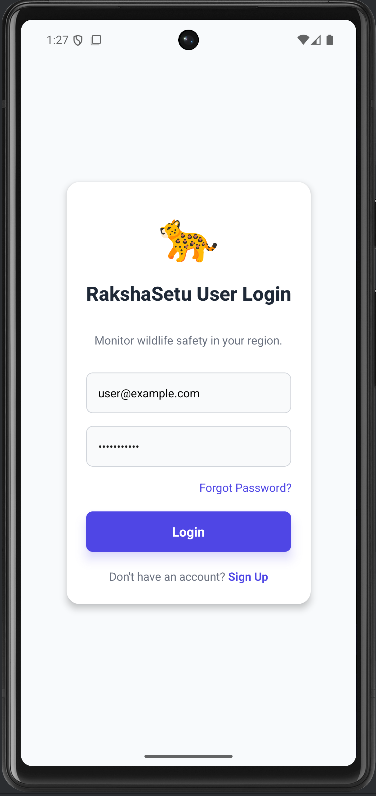 1:27
RakshaSetu User Login
Monitor wildlife safety in your region.
user@example.com
•••••••••••
Forgot Password?
Login
Don't have an account? Sign Up